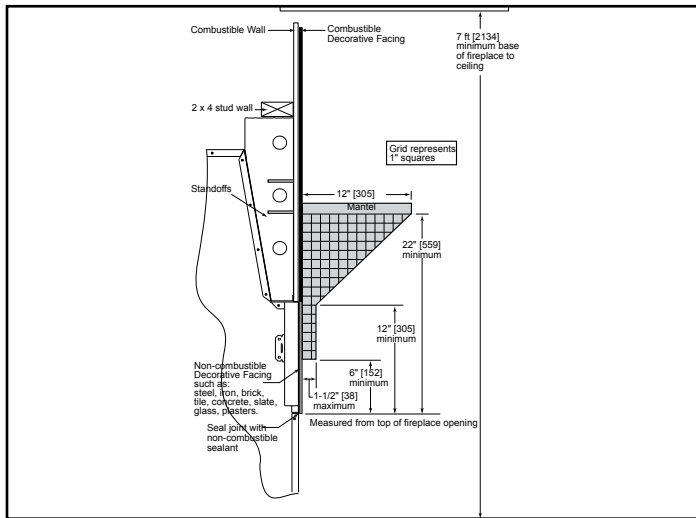 Combustible Wall
Combustible
Decorative Facing
7 ft [2134]
minimum base
of fireplace to
ceiling
2 x 4 stud wall
Grid represents
1" squares
Standoffs
12" [305]
Mantel
22" [559]
minimum
12" [305]
minimum
Non-combustible
Decorative Facing
such as:
steel, iron, brick,
tile, concrete, slate,
glass, plasters.
6" [152]
minimum
1-1/2" [38]
maximum
Measured from top of fireplace opening
Seal joint with
non-combustible
sealant